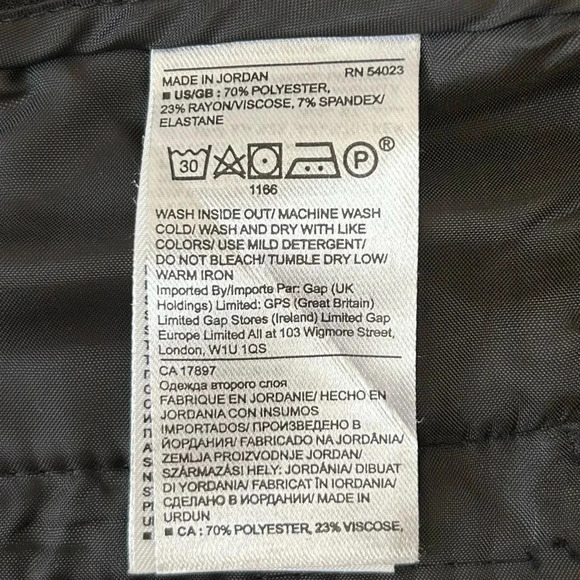 MADE IN JORDAN RN 54023
■ US/GB : 70% POLYESTER,
23% RAYON/VISCOSE, 7% SPANDEX/
ELASTANE
30 P ®
1166
WASH INSIDE OUT/ MACHINE WASH
COLD/ WASH AND DRY WITH LIKE
COLORS/ USE MILD DETERGENT/
DO NOT BLEACH/ TUMBLE DRY LOW/
WARM IRON
Imported By/Importe Par: Gap (UK
Holdings) Limited: GPS (Great Britain)
Limited Gap Stores (Ireland) Limited Gap
Europe Limited All at 103 Wigmore Street,
London, W1U 1QS
CA 17897
Одежда второго слоя
FABRIQUE EN JORDANIE/ HECHO EN
JORDANIA CON INSUMOS
IMPORTADOS/ ПРОИЗВЕДЕНО В
ЙОРДАНИЯ/ FABRICADO NA JORDÂNIA/
ZEMLJA PROIZVODNJE JORDAN/
SZÁRMAZÁSI HELY: JORDÁNIA/ DIBUAT
DI YORDANIA/ FABRICAT ÎN IORDANIA/
СДЕЛАНО В ИОРДАНИИ/ MADE IN
URDUN
■ CA : 70% POLYESTER, 23% VISCOSE,